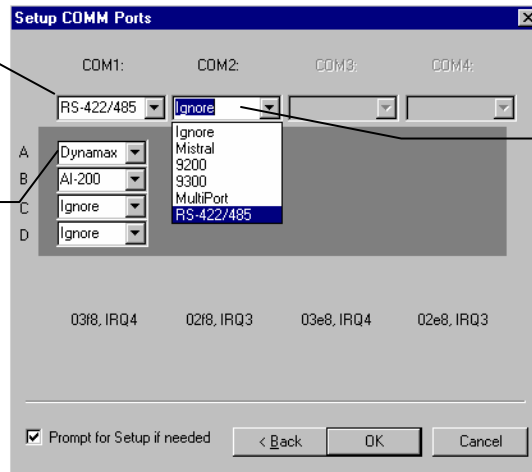 Setup COMM Ports
COM1: COM2: COM3: COM4:
RS-422/485 Ignore
Ignore
Mistral
9200
9300
MultiPort
RS-422/485
A Dynamax
B AI-200
C Ignore
D Ignore
03f8, IRQ4 02f8, IRQ3 03e8, IRQ4 02e8, IRQ3
Prompt for Setup if needed < Back OK Cancel